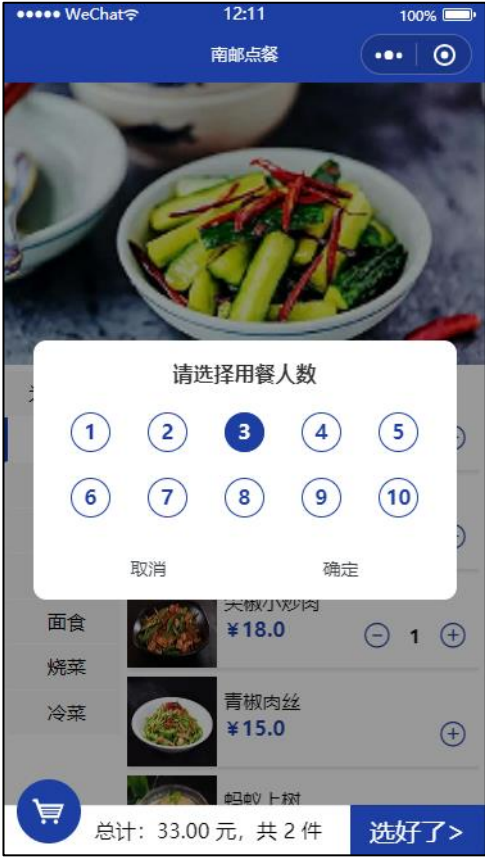 WeChat
12:11
100%
南邮点餐
请选择用餐人数
1 2 3 4 5
6 7 8 9 10
取消 确定
面食
烧菜
冷菜
尖椒小炒肉
¥18.0
1
青椒肉丝
¥15.0
蚂蚁上树
总计：33.00 元，共 2 件
选好了>